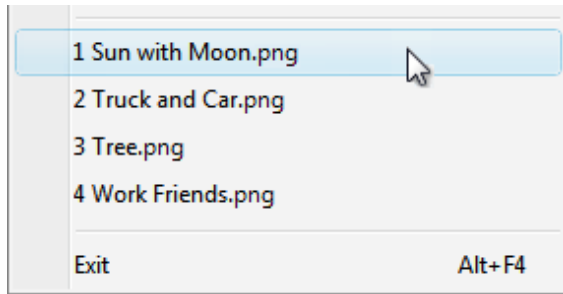 1 Sun with Moon.png
2 Truck and Car.png
3 Tree.png
4 Work Friends.png
Exit Alt+F4